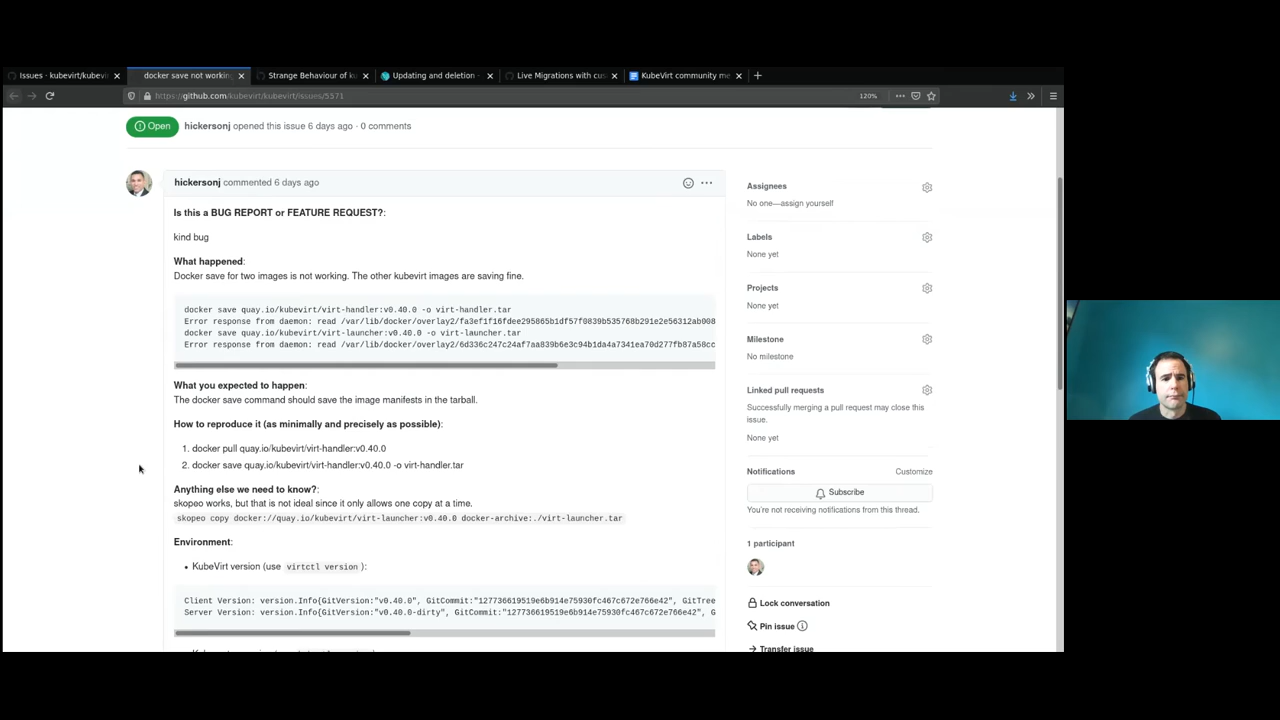 Issues · kubevirt/kubevi
docker save not working
Strange Behaviour of ku
Updating and deletion -
Live Migrations with cus
KubeVirt community me
https://github.com/kubevirt/kubevirt/issues/5371
120%
Open
hickersonj opened this issue 6 days ago · 0 comments
hickersonj commented 6 days ago
Is this a BUG REPORT or FEATURE REQUEST?:
kind bug
What happened:
Docker save for two images is not working. The other kubevirt images are saving fine.
docker save quay.io/kubevirt/virt-handler:v0.40.0 -o virt-handler.tar
Error response from daemon: read /var/lib/docker/overlay2/fa3ef1f16fdee295865b1df57f0839b535768b291e2e56312ab008
docker save quay.io/kubevirt/virt-launcher:v0.40.0 -o virt-launcher.tar
Error response from daemon: read /var/lib/docker/overlay2/6d336c247c24af7aa839b6e3c94b1da4a7341ea70d277fb87a58cc
What you expected to happen:
The docker save command should save the image manifests in the tarball.
How to reproduce it (as minimally and precisely as possible):
1. docker pull quay.io/kubevirt/virt-handler:v0.40.0
2. docker save quay.io/kubevirt/virt-handler:v0.40.0 -o virt-handler.tar
Anything else we need to know?:
skopeo works, but that is not ideal since it only allows one copy at a time.
skopeo copy docker://quay.io/kubevirt/virt-launcher:v0.40.0 docker-archive:./virt-launcher.tar
Environment:
• KubeVirt version (use virtctl version ):
Client Version: version.Info{GitVersion:"v0.40.0", GitCommit:"127736619519e6b914e75930fc467c672e766e42", GitTree
Server Version: version.Info{GitVersion:"v0.40.0-dirty", GitCommit:"127736619519e6b914e75930fc467c672e766e42", G
Assignees
No one—assign yourself
Labels
None yet
Projects
None yet
Milestone
No milestone
Linked pull requests
Successfully merging a pull request may close this
issue.
None yet
Notifications
Customize
Subscribe
You're not receiving notifications from this thread.
1 participant
Lock conversation
Pin issue
Transfer issue